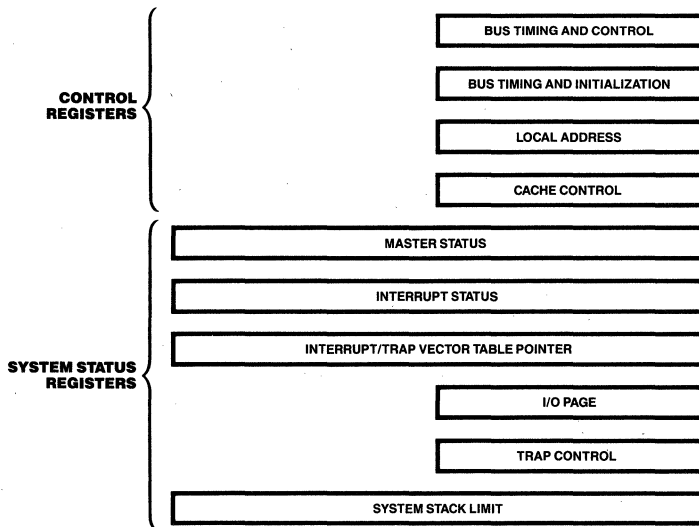 CONTROL
REGISTERS
BUS TIMING AND CONTROL
BUS TIMING AND INITIALIZATION
LOCAL ADDRESS
CACHE CONTROL
SYSTEM STATUS
REGISTERS
MASTER STATUS
INTERRUPT STATUS
INTERRUPT/TRAP VECTOR TABLE POINTER
I/O PAGE
TRAP CONTROL
SYSTEM STACK LIMIT